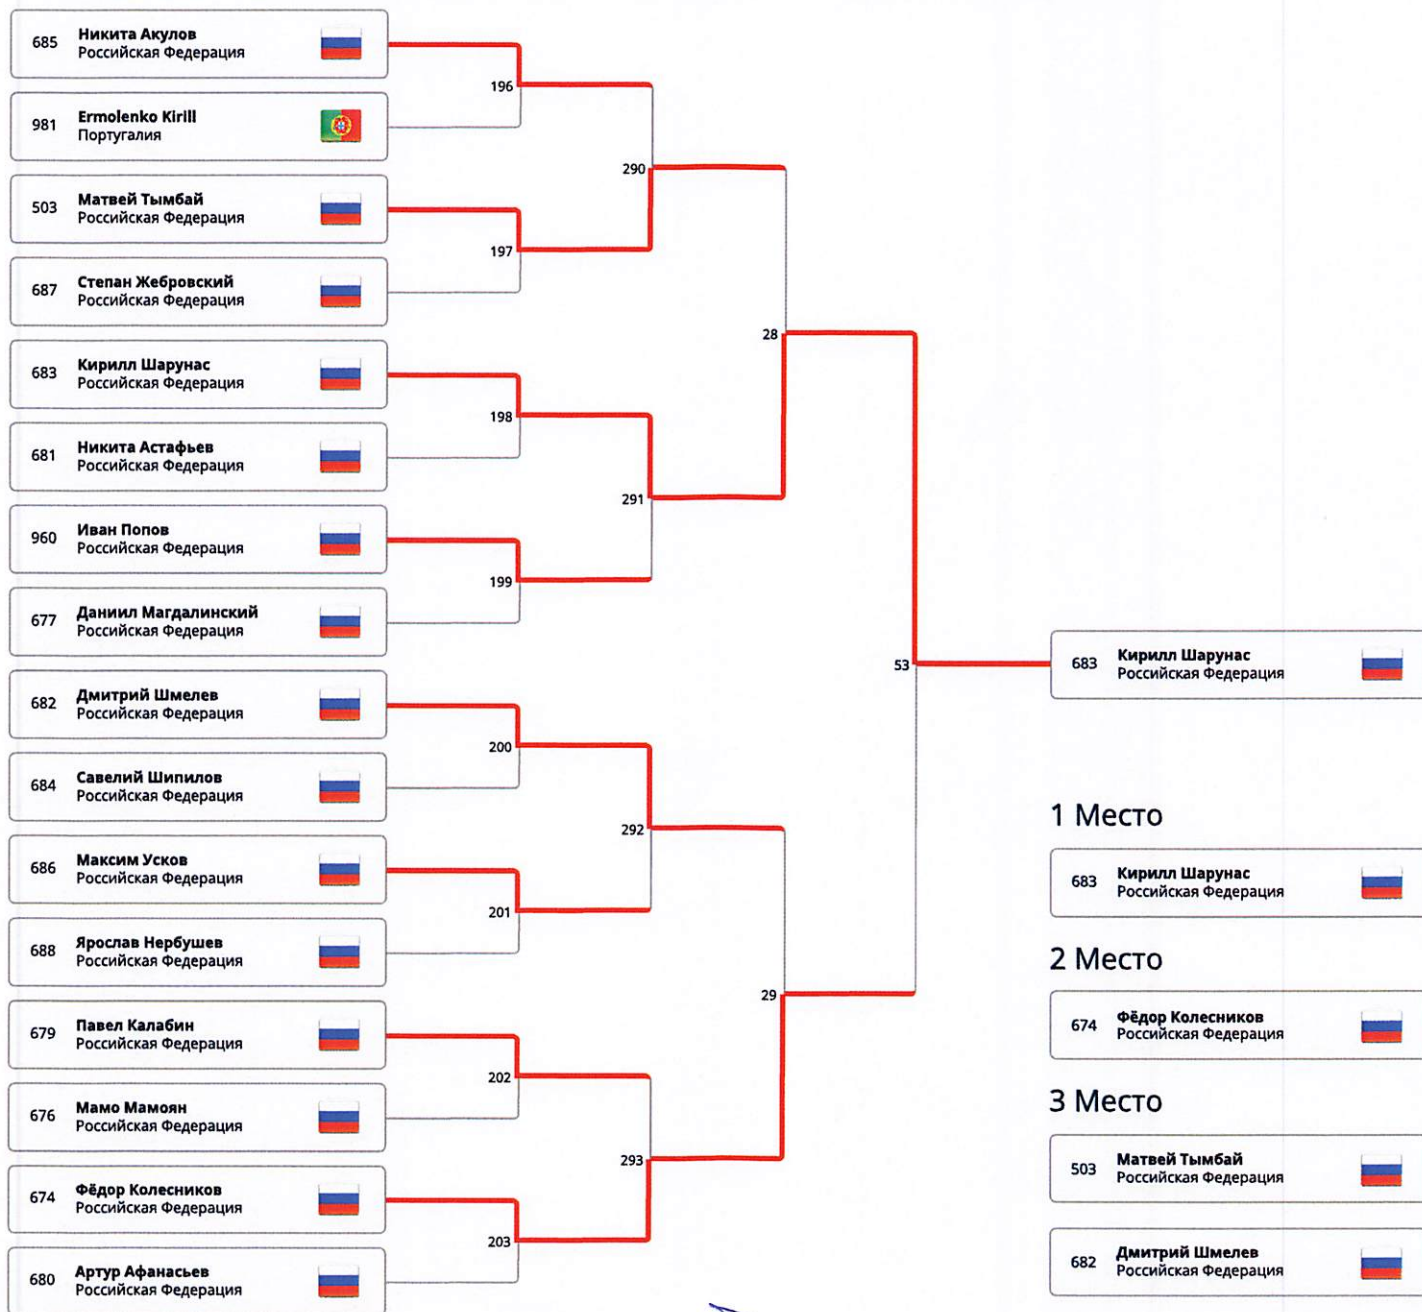 685
Никита Акулов
Российская Федерация
981
Ermolenko Kirill
Португалия
503
Матвей Тымбай
Российская Федерация
687
Степан Жебровский
Российская Федерация
683
Кирилл Шарунас
Российская Федерация
681
Никита Астафьев
Российская Федерация
960
Иван Попов
Российская Федерация
677
Даниил Магдалинский
Российская Федерация
682
Дмитрий Шмелев
Российская Федерация
684
Савелий Шипилов
Российская Федерация
686
Максим Усков
Российская Федерация
688
Ярослав Нербушев
Российская Федерация
679
Павел Калабин
Российская Федерация
676
Мамо Мамоян
Российская Федерация
674
Фёдор Колесников
Российская Федерация
680
Артур Афанасьев
Российская Федерация
196
197
198
199
200
201
202
203
290
291
292
293
28
29
53
683
Кирилл Шарунас
Российская Федерация
1 Место
683
Кирилл Шарунас
Российская Федерация
2 Место
674
Фёдор Колесников
Российская Федерация
3 Место
503
Матвей Тымбай
Российская Федерация
682
Дмитрий Шмелев
Российская Федерация